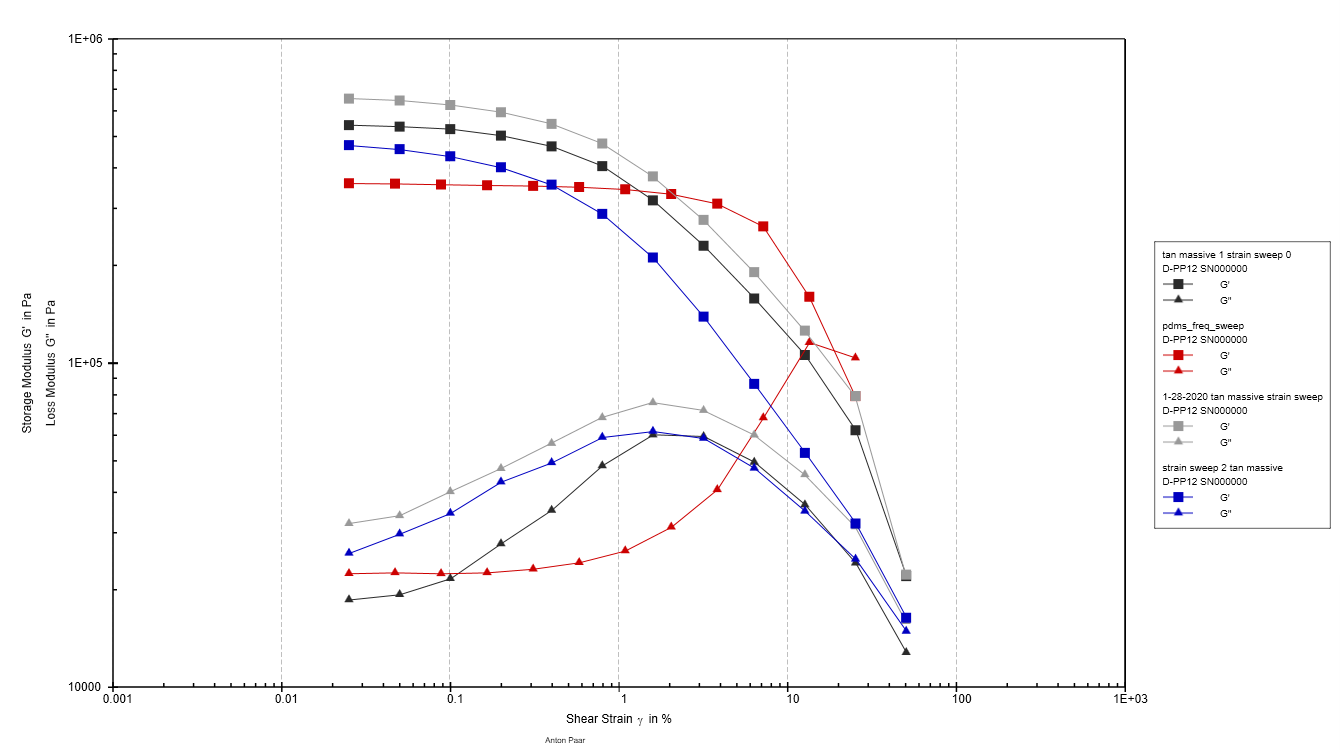 1E+06
1E+05
10000
Storage Modulus G' in Pa
Loss Modulus G'' in Pa
0.001
0.01
0.1
1
10
100
1E+03
Shear Strain γ in %
Anton Paar
tan massive 1 strain sweep 0
D-PP12 SN000000
G'
G''
pdms_freq_sweep
D-PP12 SN000000
G'
G''
1-28-2020 tan massive strain sweep
D-PP12 SN000000
G'
G''
strain sweep 2 tan massive
D-PP12 SN000000
G'
G''